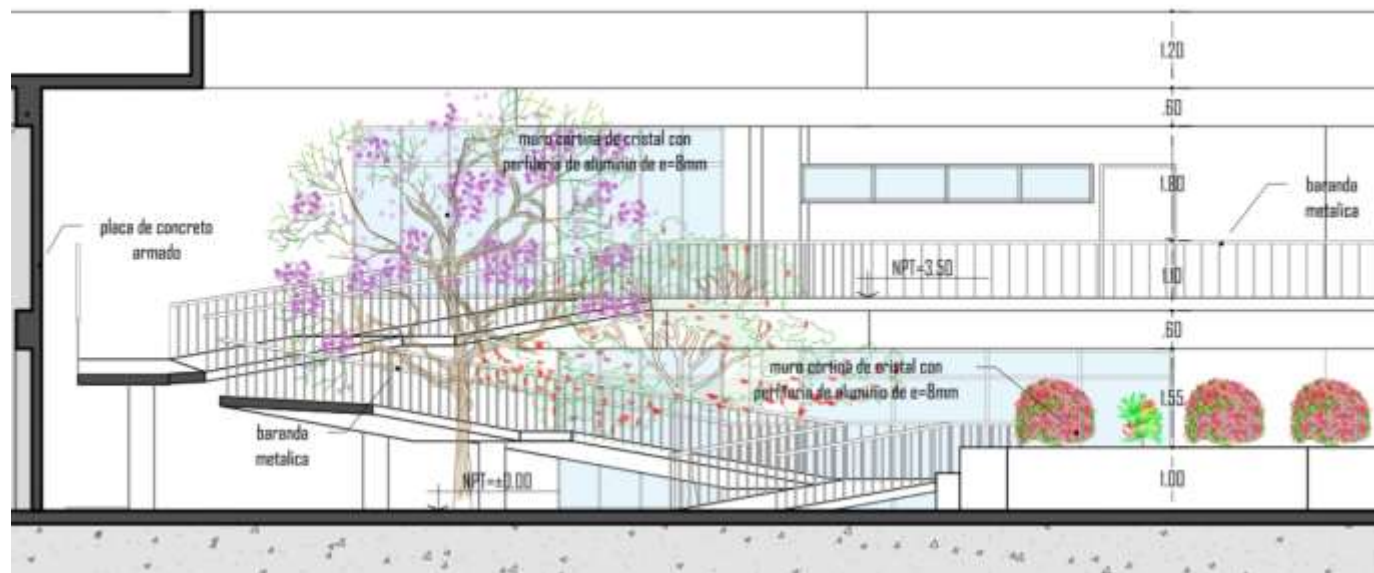 1.20
.60
muro cortina de cristal con
perfileria de aluminio de e=8mm
1.80
baranda
metalica
placa de concreto
armado
NPT=3.50
1.10
.60
muro cortina de cristal con
perfileria de aluminio de e=8mm
1.55
baranda
metalica
NPT=±0.00
1.00